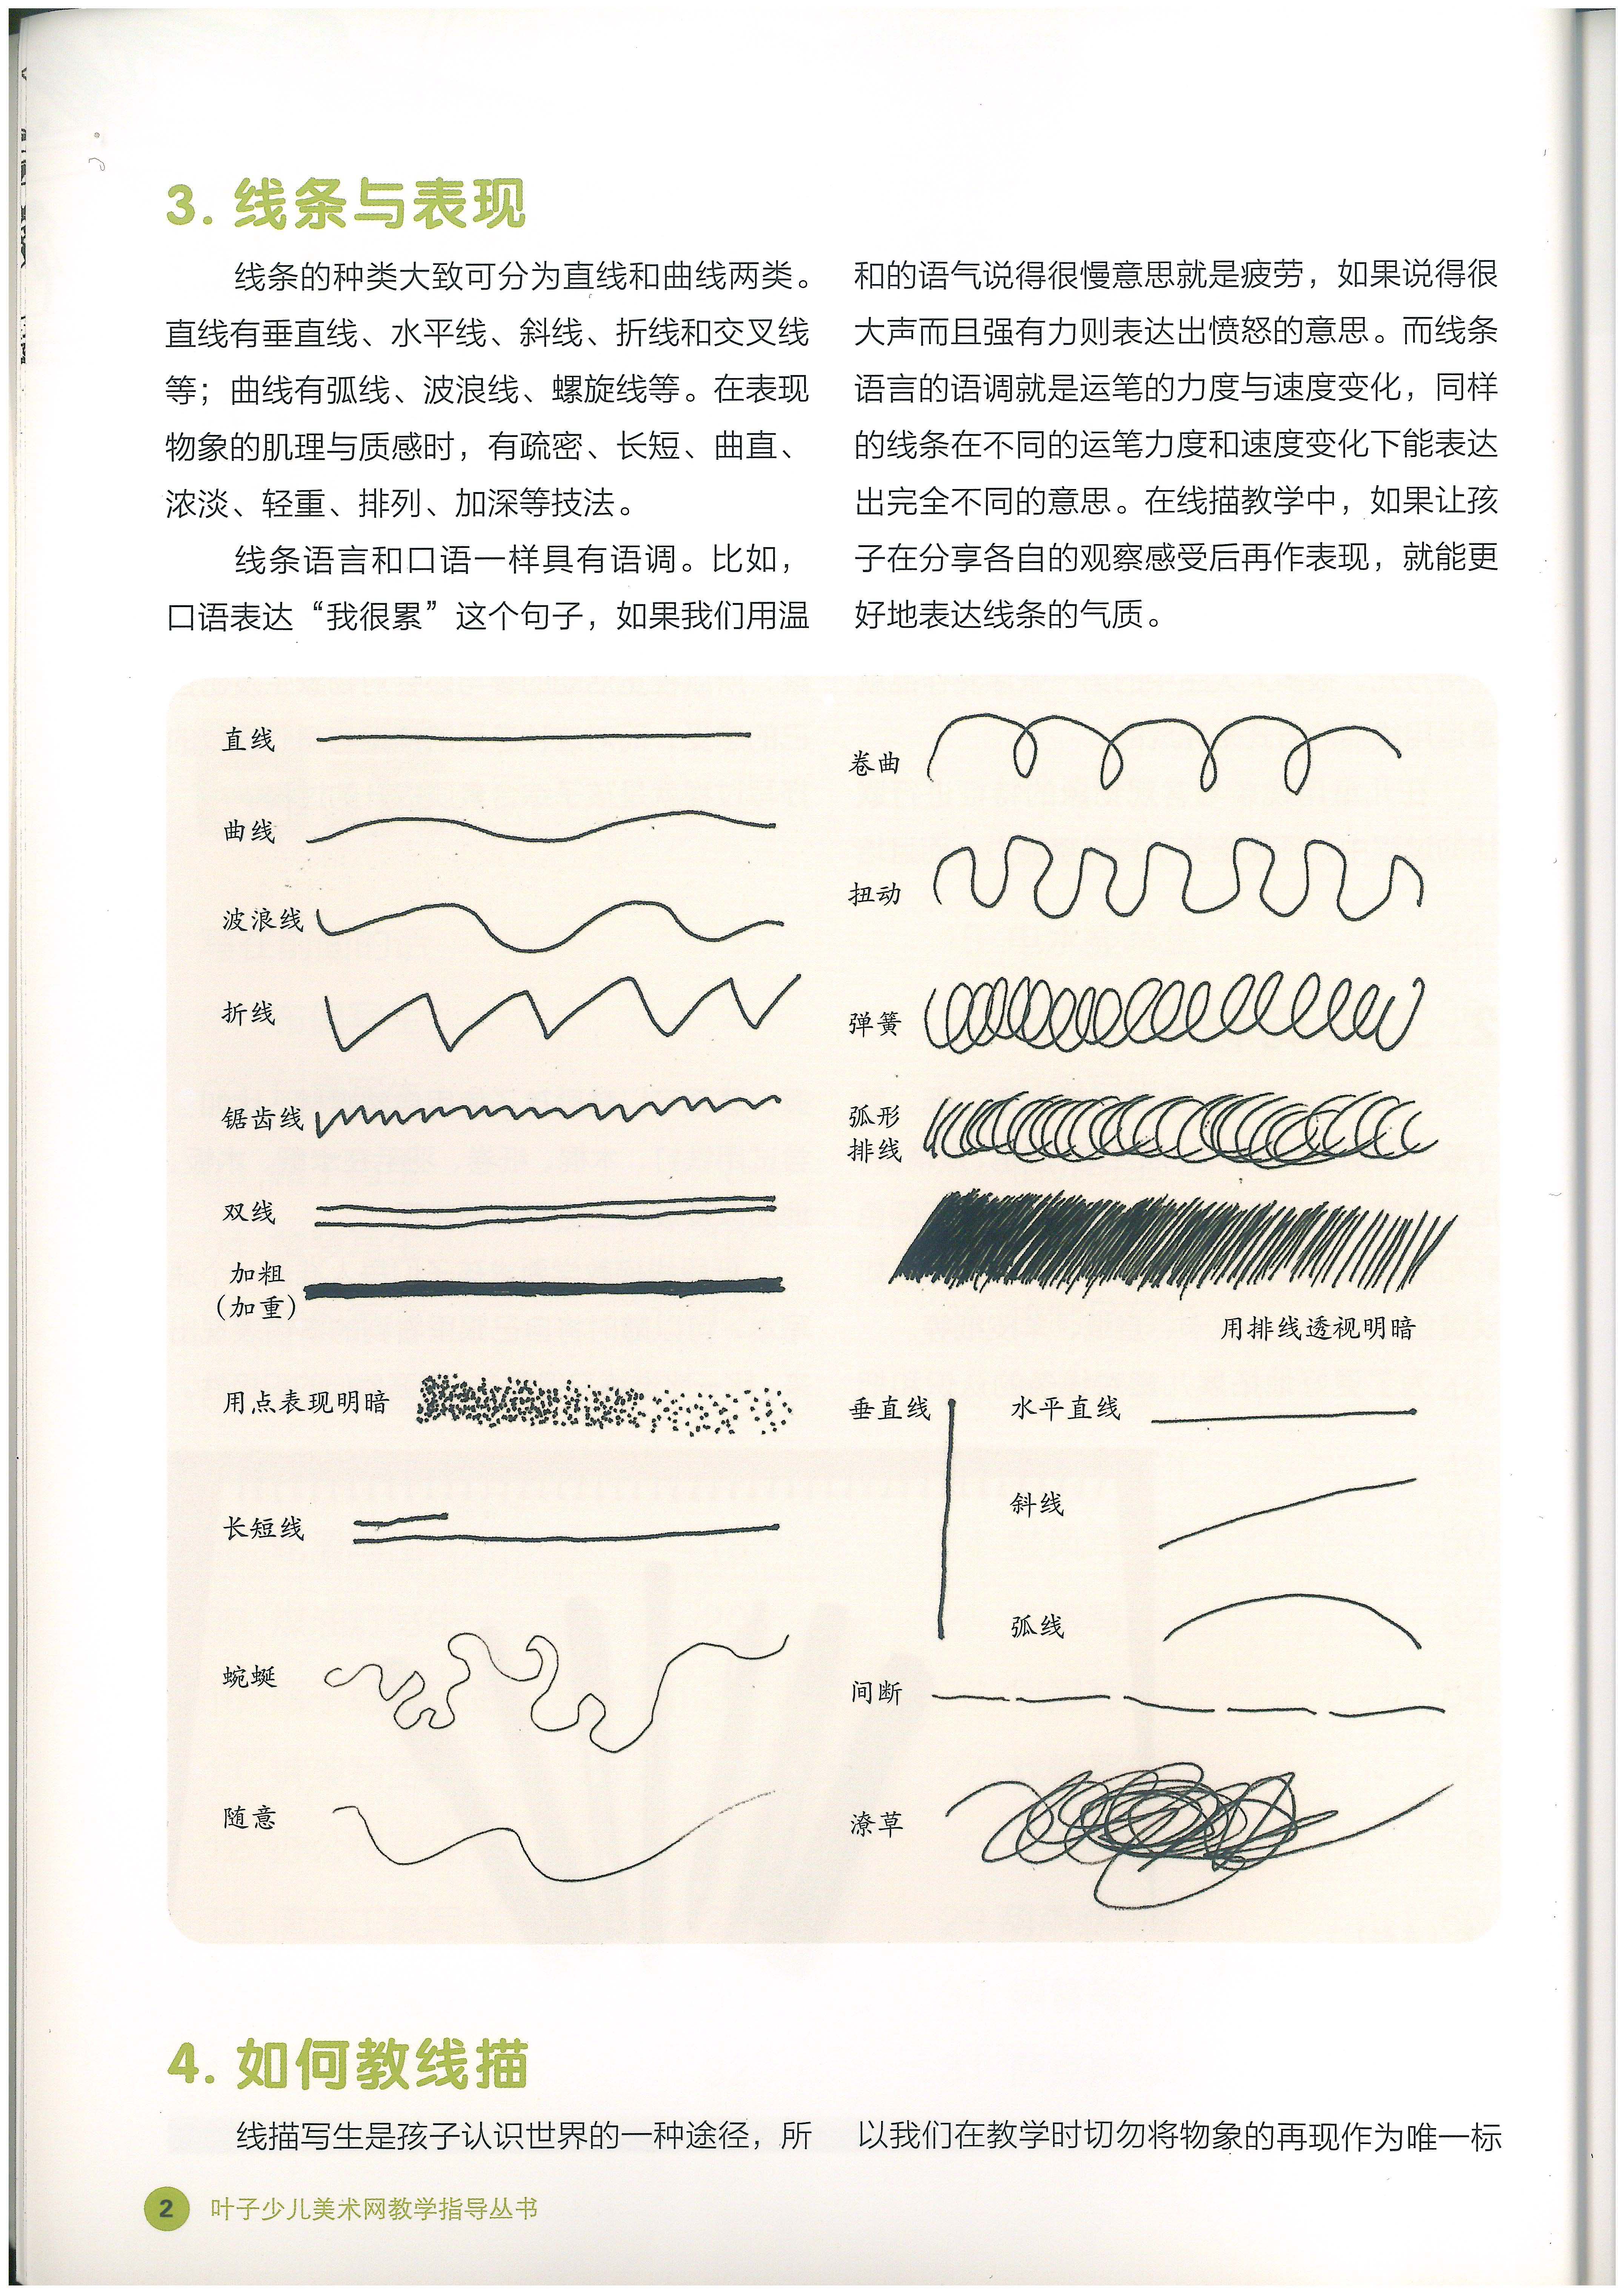 3. 线条与表现
线条的种类大致可分为直线和曲线两类。
直线有垂直线、水平线、斜线、折线和交叉线
等；曲线有弧线、波浪线、螺旋线等。在表现
物象的肌理与质感时，有疏密、长短、曲直、
浓淡、轻重、排列、加深等技法。
线条语言和口语一样具有语调。比如，
口语表达“我很累”这个句子，如果我们用温
和的语气说得很慢意思就是疲劳，如果说得很
大声而且强有力则表达出愤怒的意思。而线条
语言的语调就是运笔的力度与速度变化，同样
的线条在不同的运笔力度和速度变化下能表达
出完全不同的意思。在线描教学中，如果让孩
子在分享各自的观察感受后再作表现，就能更
好地表达线条的气质。
直线
曲线
波浪线
折线
锯齿线
双线
加粗
（加重）
用点表现明暗
长短线
蜿蜒
随意
卷曲
扭动
弹簧
弧形
排线
用排线透视明暗
垂直线
水平直线
斜线
弧线
间断
潦草
4. 如何教线描
线描写生是孩子认识世界的一种途径，所
以我们在教学时切勿将物象的再现作为唯一标
2 叶子少儿美术网教学指导丛书